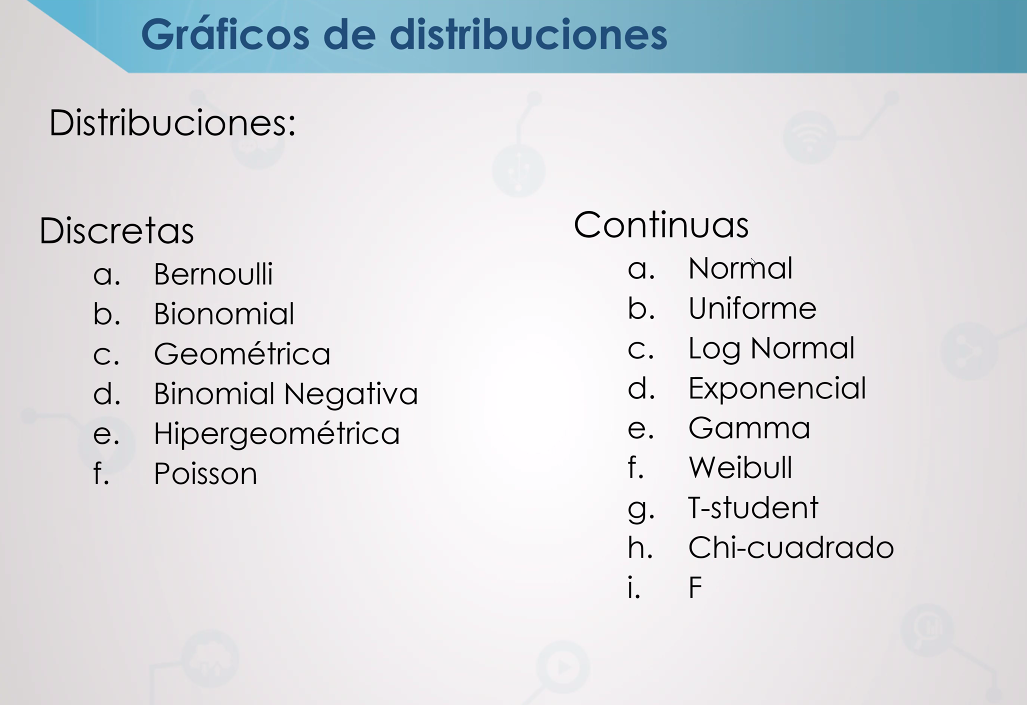 Gráficos de distribuciones
Distribuciones:
Discretas
a. Bernoulli
b. Bionomial
c. Geométrica
d. Binomial Negativa
e. Hipergeométrica
f. Poisson
Continuas
a. Normal
b. Uniforme
c. Log Normal
d. Exponencial
e. Gamma
f. Weibull
g. T-student
h. Chi-cuadrado
i. F